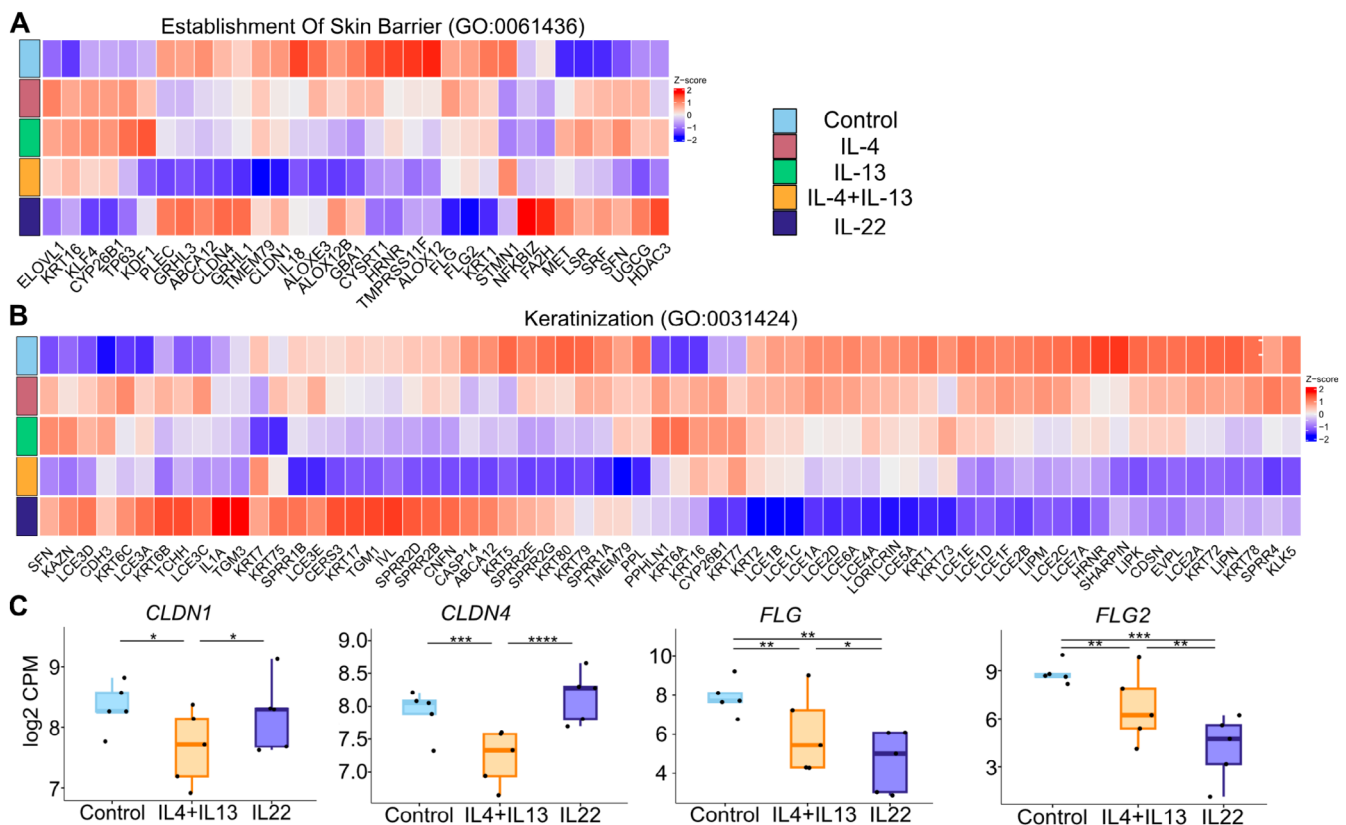 A
Establishment Of Skin Barrier (GO:0061436)
Z-score
2
1
0
−1
−2
Control
IL-4
IL-13
IL-4+IL-13
IL-22
ELOVL1 KRT16 KLF4 CYP26B1 TP63 KDF1 PLEC GRHL3 ABCA12 CLDN4 GRHL1 TMEM79 CLDN1 IL18 ALOXE3 ALOX12B GBA1 CYSRT1 HRNR TMPRSS11F ALOX12 FLG FLG2 KRT1 STMN1 NFKBIZ FA2H MET LSR SRF SFN UGCG HDAC3
B
Keratinization (GO:0031424)
Z-score
2
1
0
−1
−2
SFN KAZN LCE3D CDH3 KRT6C LCE3A KRT6B TCHH LCE3C IL1A TGM3 KRT7 KRT75 SPRR1B LCE3E CERS3 KRT17 TGM1 IVL SPRR2D SPRR2B CNFN CASP14 ABCA12 KRT5 SPRR2E SPRR2G KRT80 KRT79 SPRR1A TMEM79 PPL PPHLN1 KRT6A KRT16 CYP26B1 KRT77 KRT2 LCE1B LCE1C LCE1A LCE2D LCE6A LCE4A LORICRIN LCE5A KRT1 KRT73 LCE1E LCE1D LCE1F LCE2B LIPM LCE2C LCE7A HRNR SHARPIN LIPK CDSN EVPL LCE2A KRT72 LIPN KRT78 SPRR4 KLK5
C
CLDN1
log2 CPM
9
8
7
* *
Control IL4+IL13 IL22
CLDN4
9.0
8.5
8.0
7.5
7.0
*** ****
Control IL4+IL13 IL22
FLG
10
8
6
4
**
** *
Control IL4+IL13 IL22
FLG2
9
6
3
***
** **
Control IL4+IL13 IL22